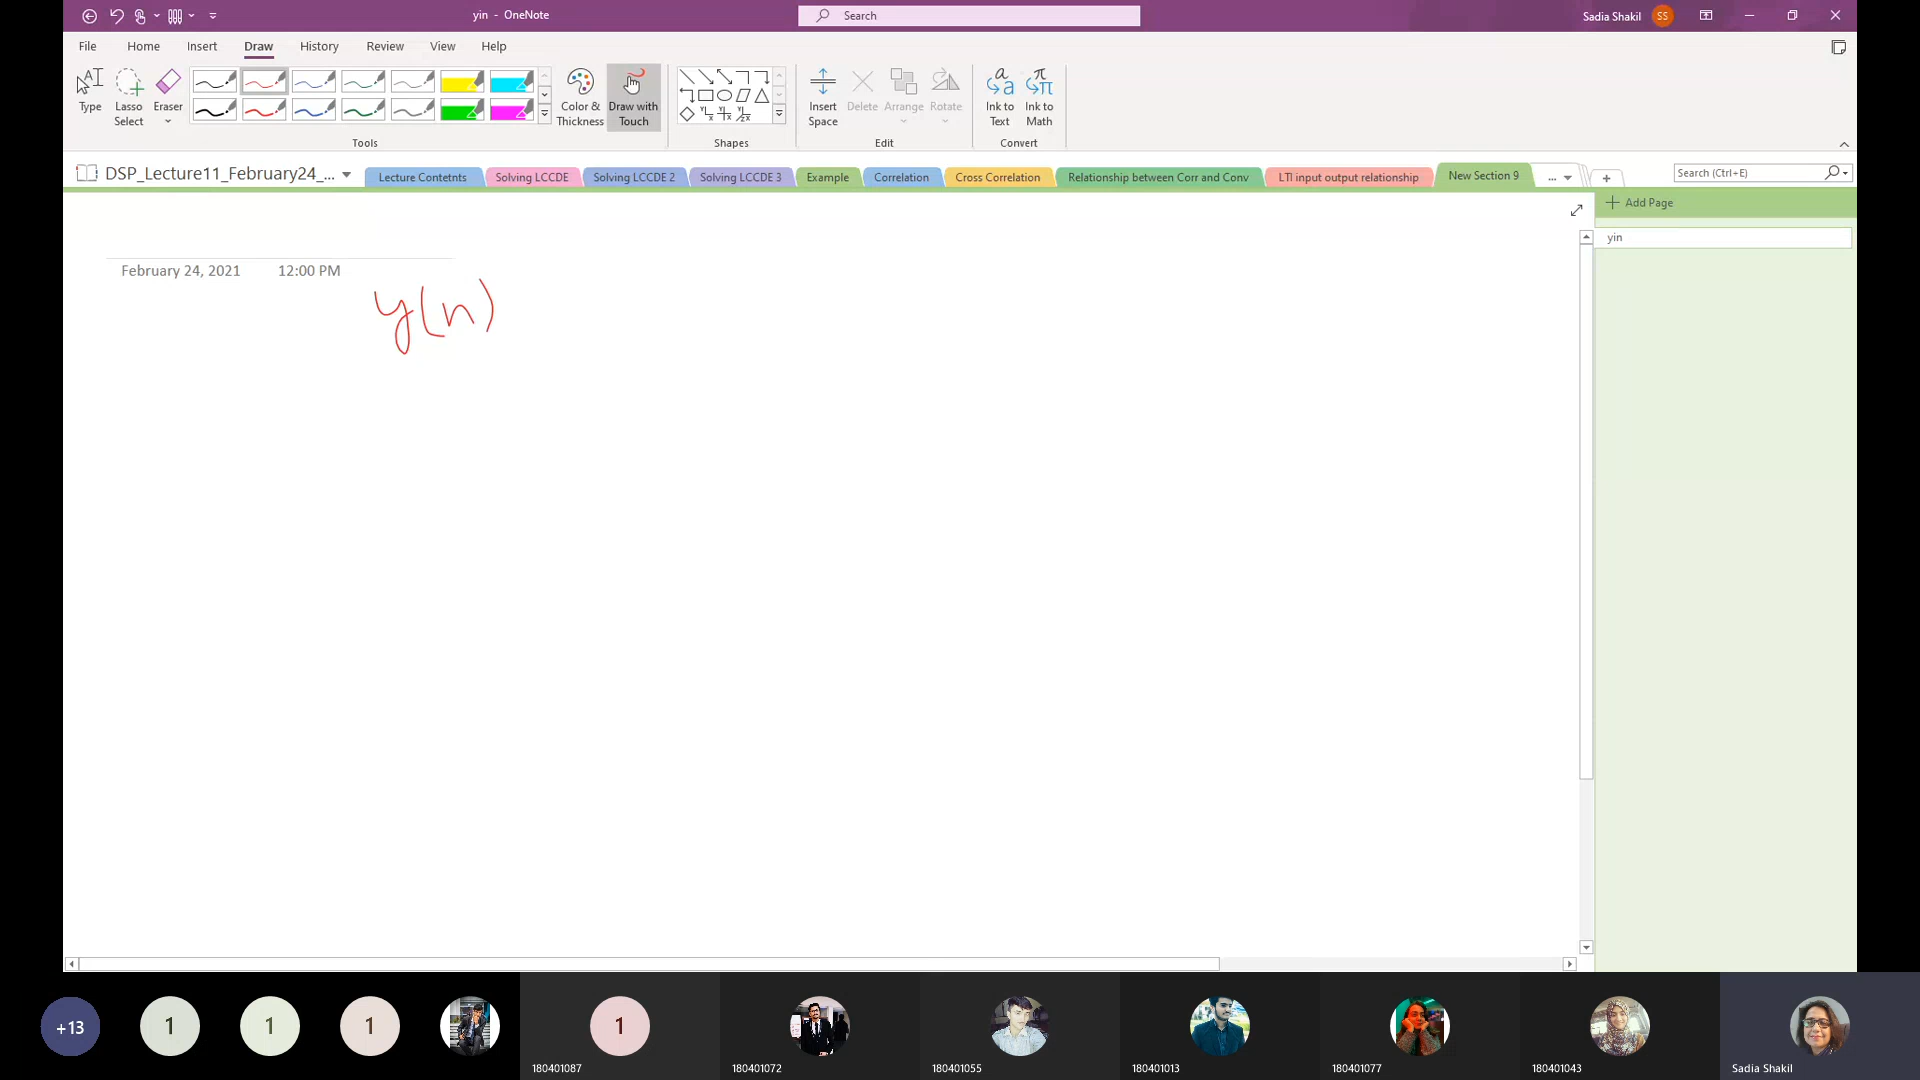 yin - OneNote
Search
Sadia Shakil
SS
File Home Insert Draw History Review View Help
Type
Lasso Select
Eraser
Color & Thickness
Draw with Touch
Insert Space
Delete
Arrange
Rotate
Ink to Text
Ink to Math
Tools
Shapes
Edit
Convert
DSP_Lecture11_February24_...
Lecture Contetnts
Solving LCCDE
Solving LCCDE 2
Solving LCCDE 3
Example
Correlation
Cross Correlation
Relationship between Corr and Conv
LTI input output relationship
New Section 9
...
Search (Ctrl+E)
Add Page
yin
February 24, 2021 12:00 PM
y(n)
+13
1
1
1
1
180401087
180401072
180401055
180401013
180401077
180401043
Sadia Shakil